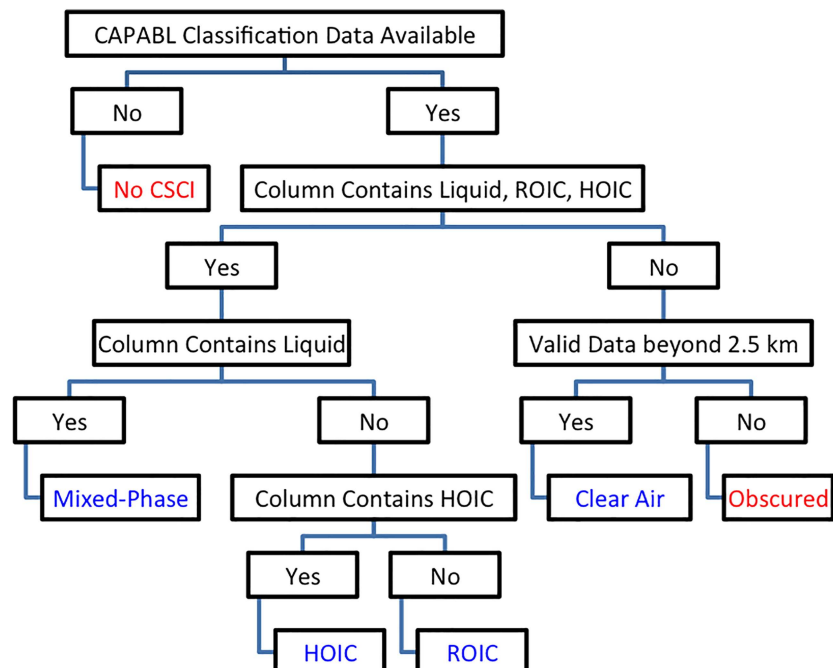 CAPABL Classification Data Available
No
Yes
No CSCI
Column Contains Liquid, ROIC, HOIC
Yes
No
Column Contains Liquid
Valid Data beyond 2.5 km
Yes
No
Yes
No
Mixed-Phase
Column Contains HOIC
Clear Air
Obscured
Yes
No
HOIC
ROIC